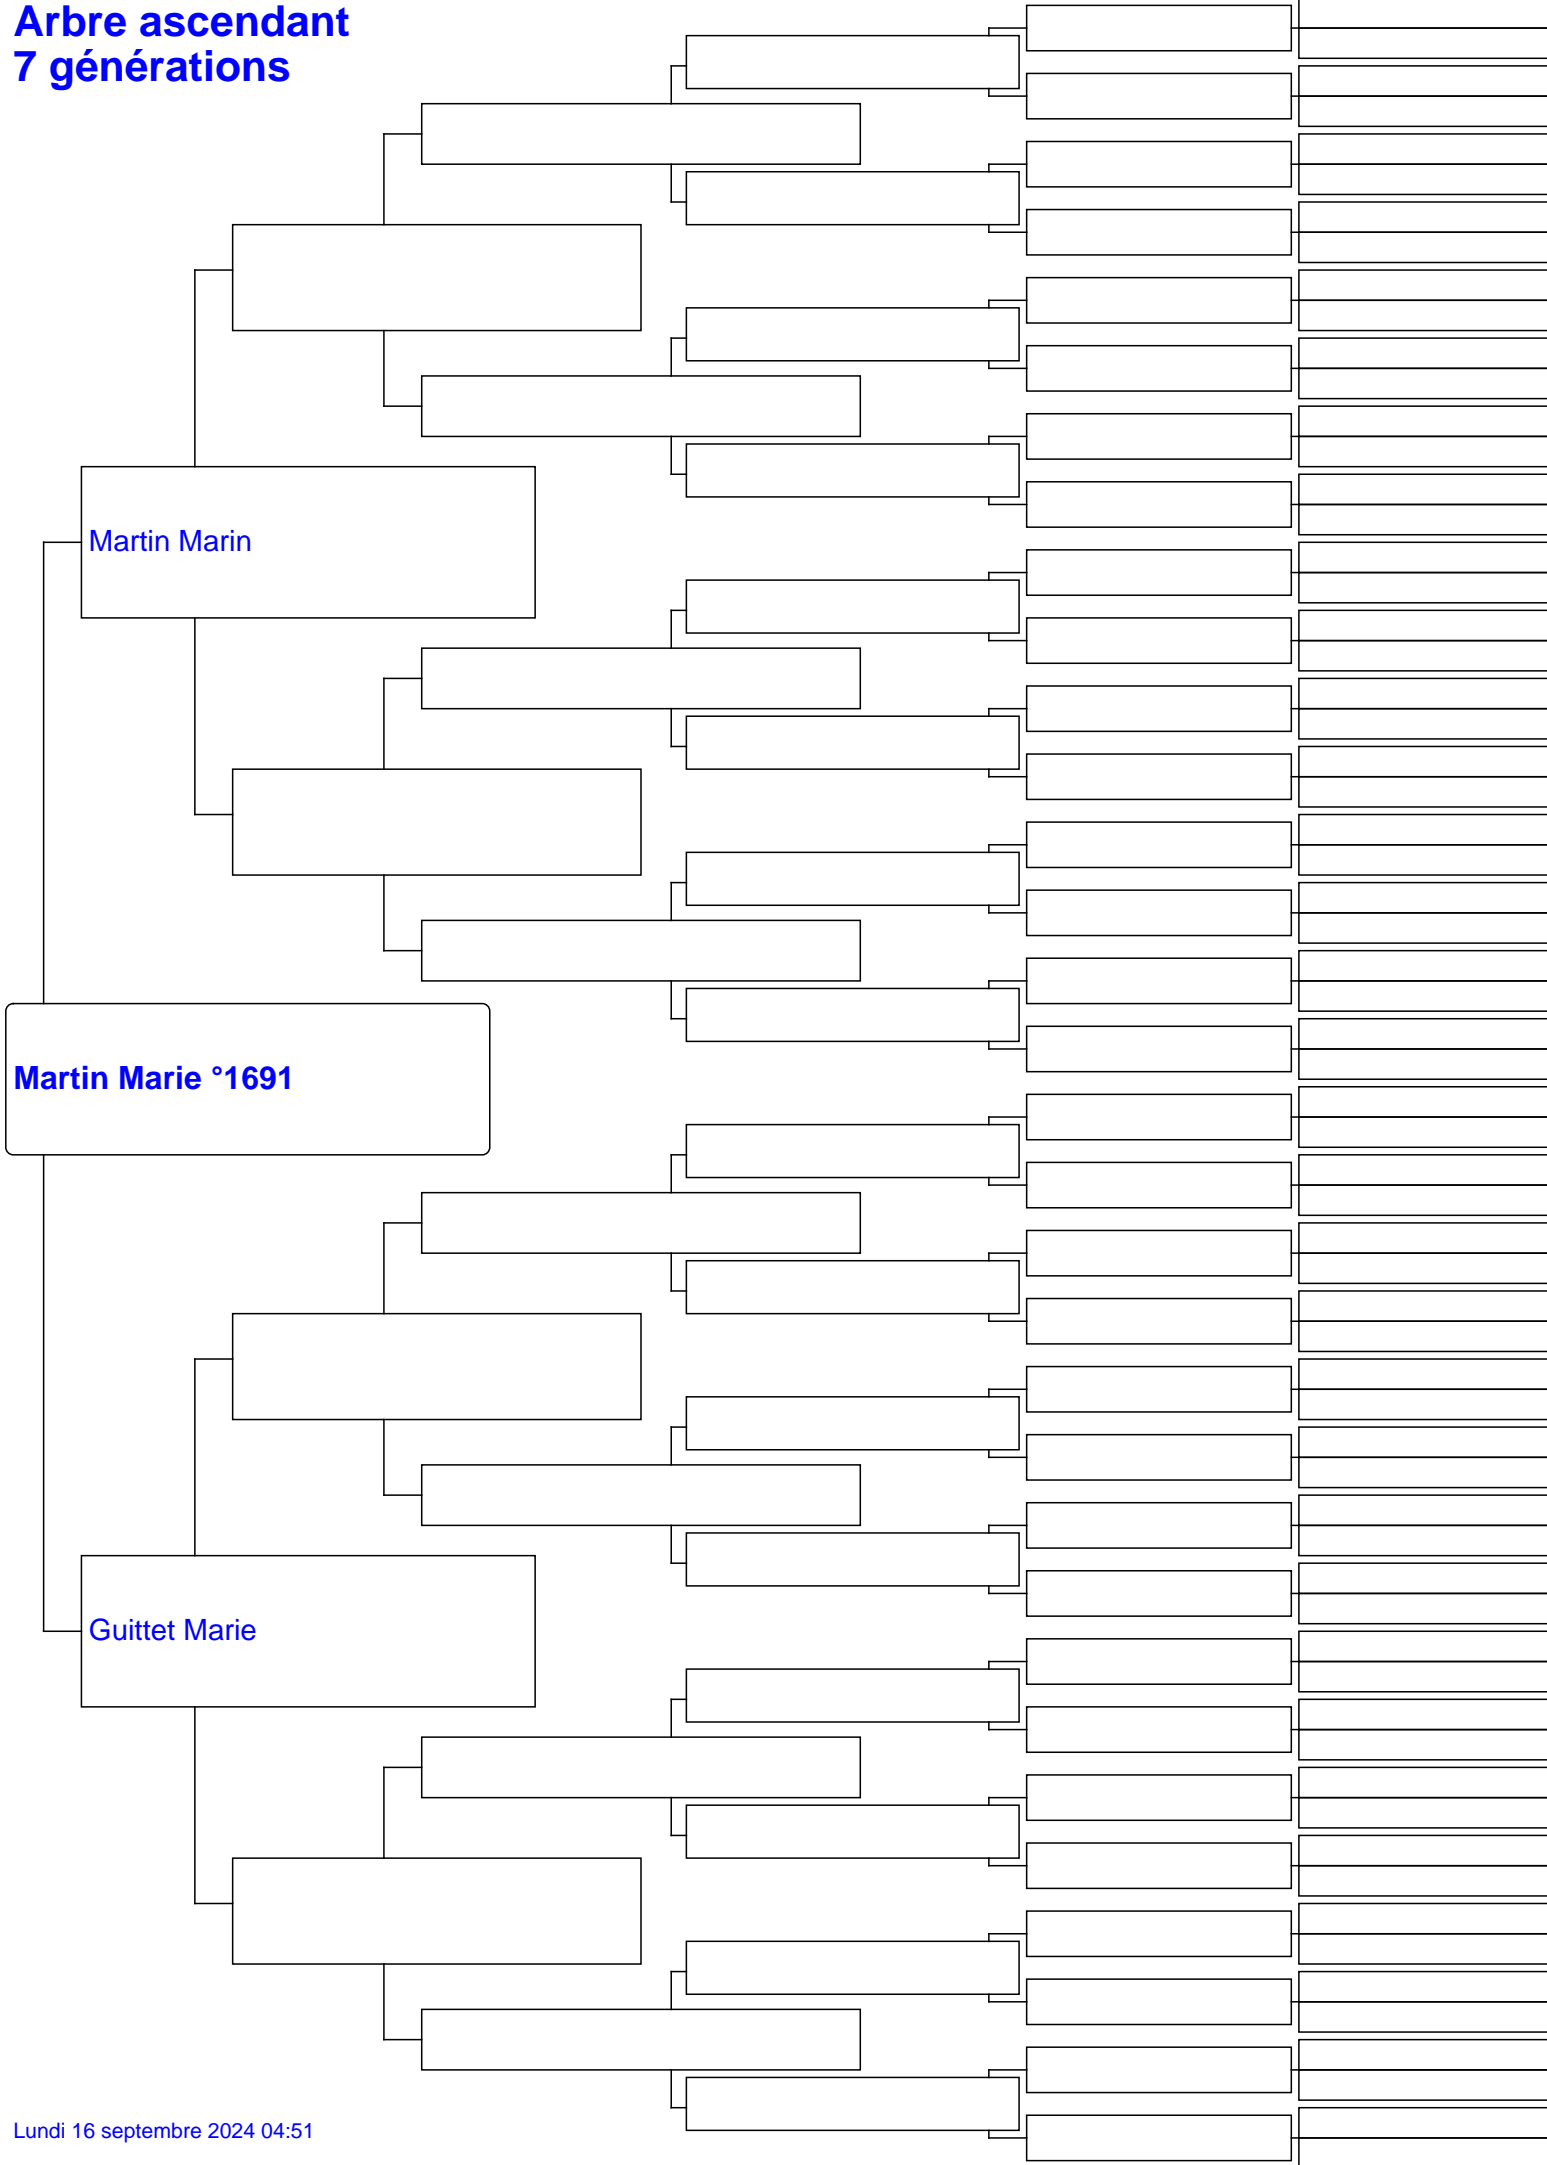 Arbre ascendant
7 générations
Martin Marin
Martin Marie °1691
Guittet Marie
Lundi 16 septembre 2024 04:51